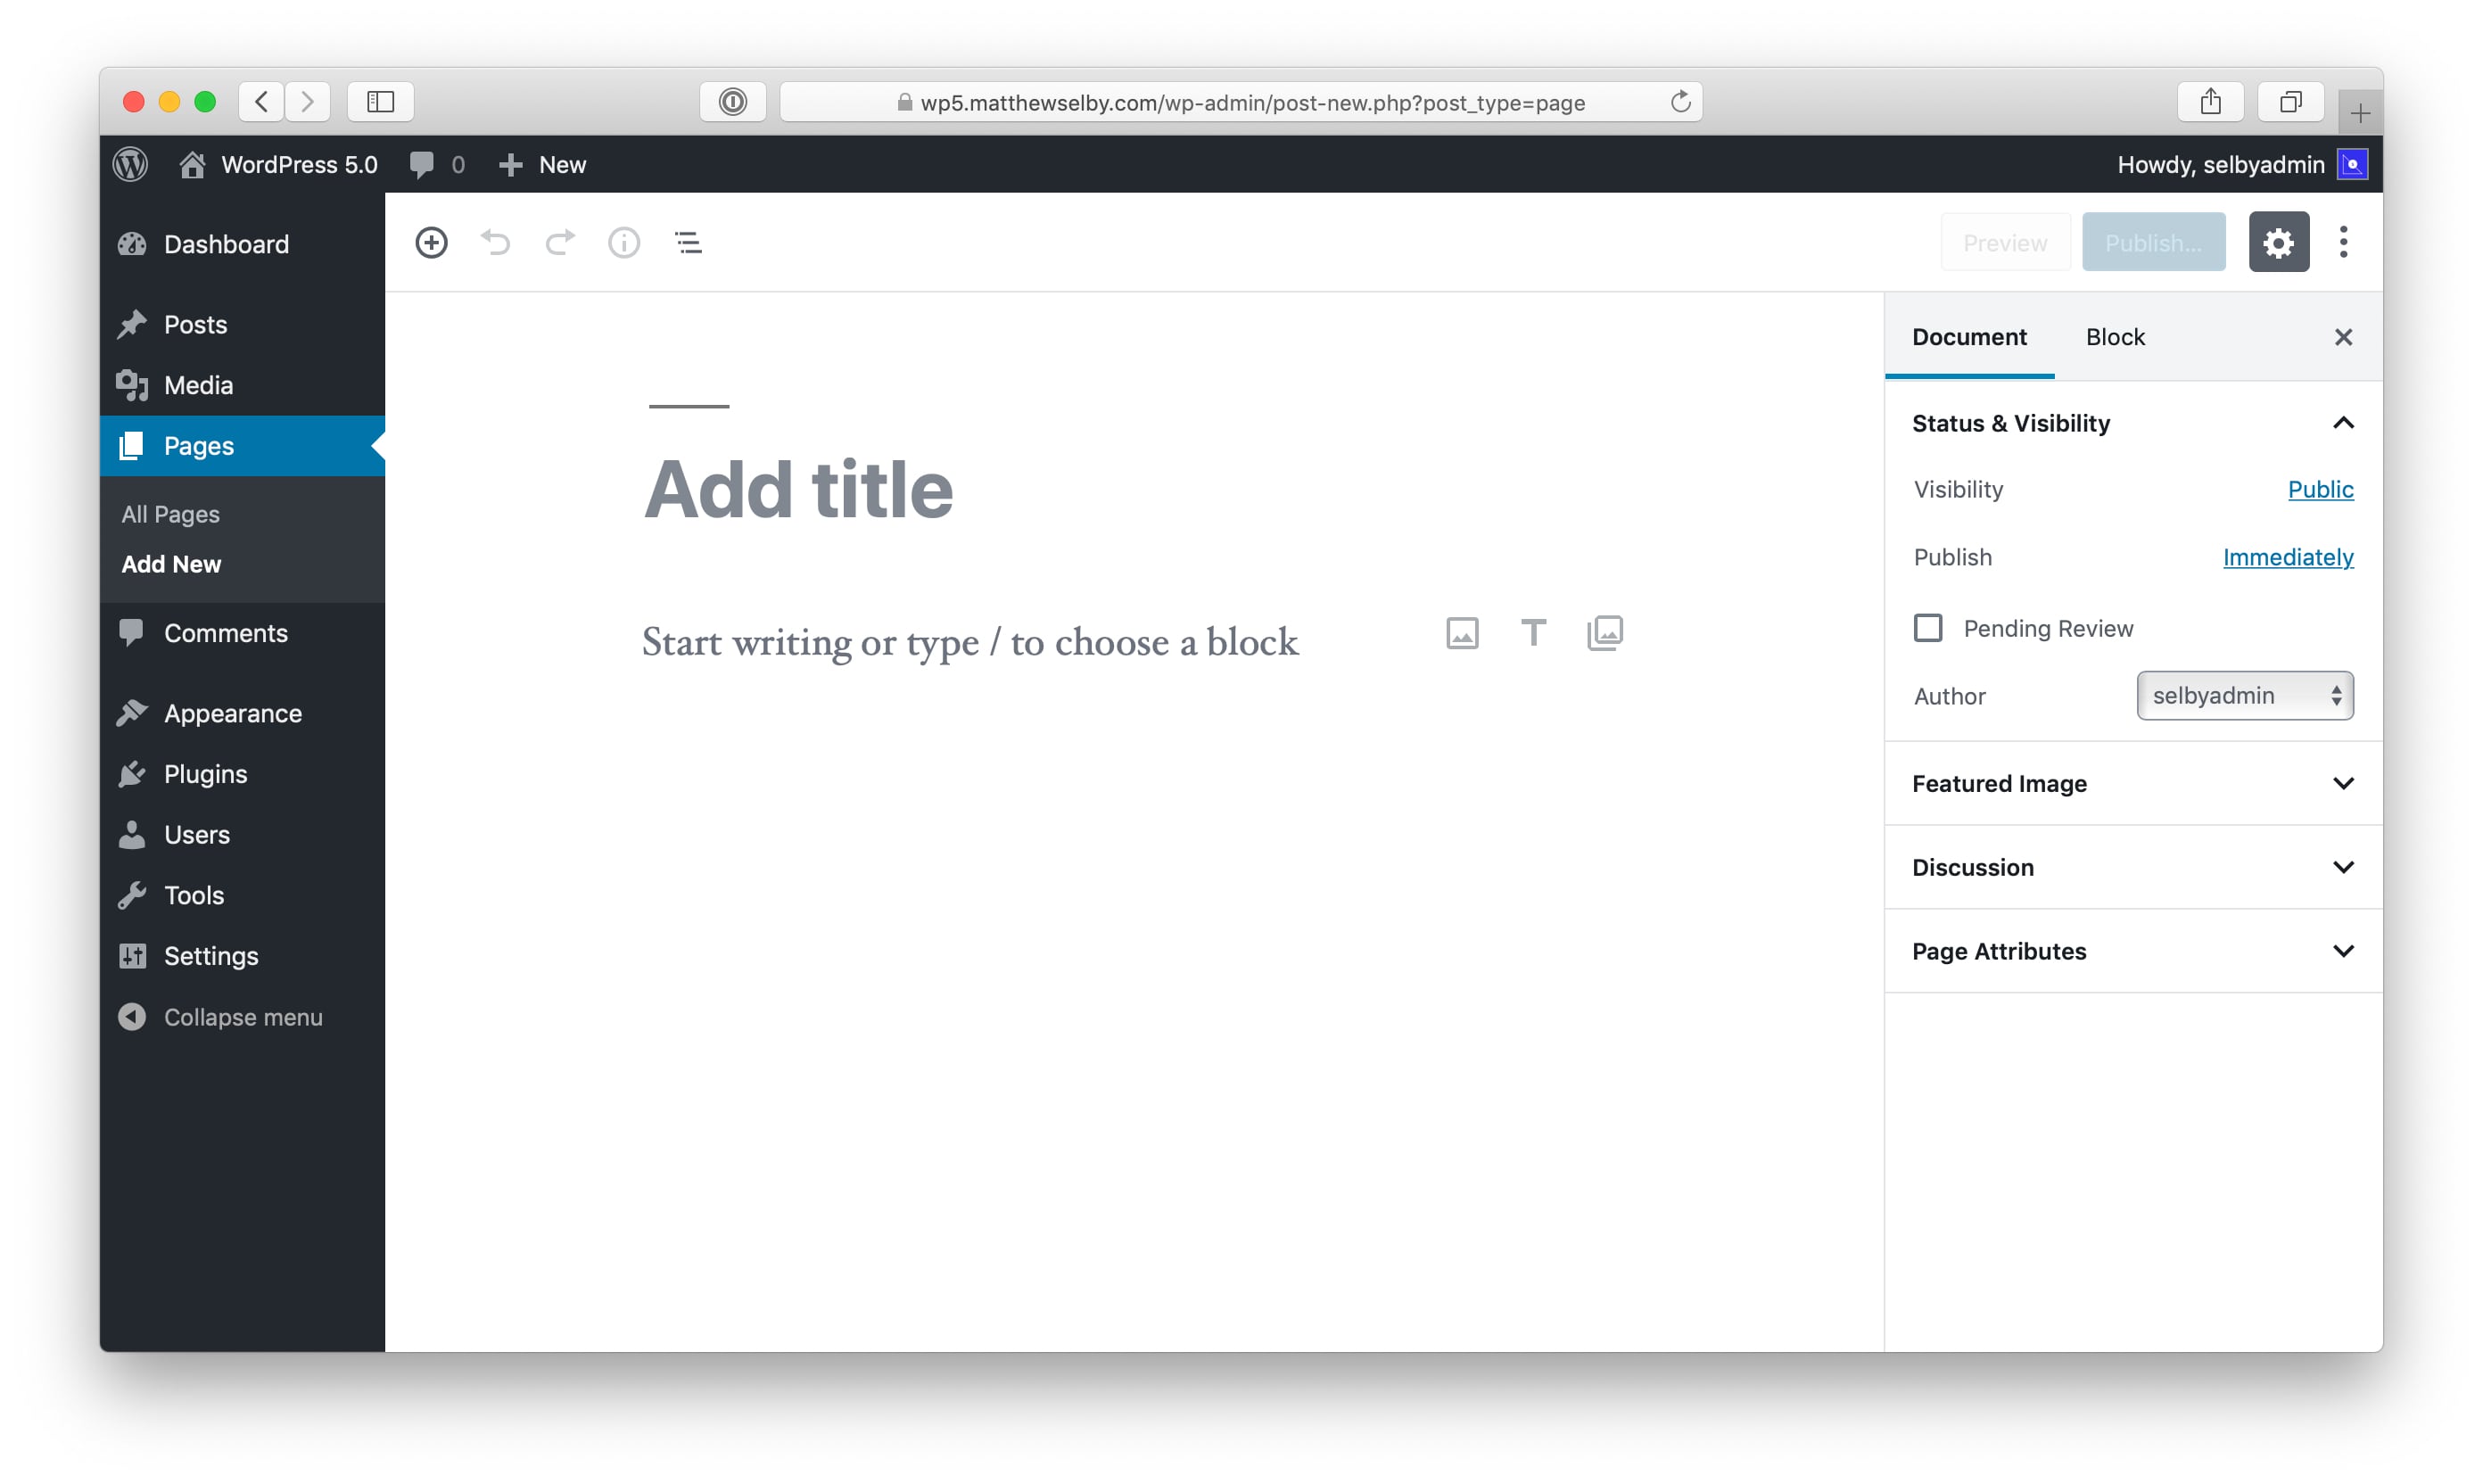 wp5.matthewselby.com/wp-admin/post-new.php?post_type=page
WordPress 5.0
0
New
Howdy, selbyadmin
Dashboard
Posts
Media
Pages
All Pages
Add New
Comments
Appearance
Plugins
Users
Tools
Settings
Collapse menu
Preview
Publish...
Add title
Start writing or type / to choose a block
Document Block
Status & Visibility
Visibility Public
Publish Immediately
Pending Review
Author selbyadmin
Featured Image
Discussion
Page Attributes